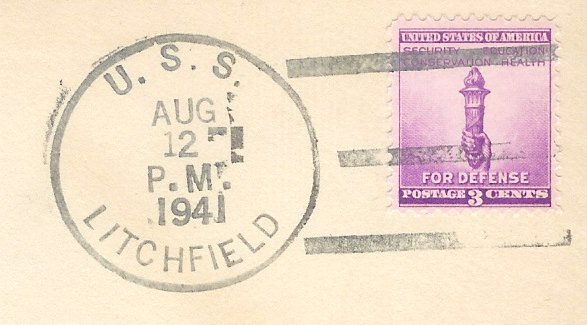 U. S. S.
AUG
12
P. M.
1941
LITCHFIELD
UNITED STATES OF AMERICA
SECURITY · EDUCATION
CONSERVATION · HEALTH
FOR DEFENSE
POSTAGE 3 CENTS